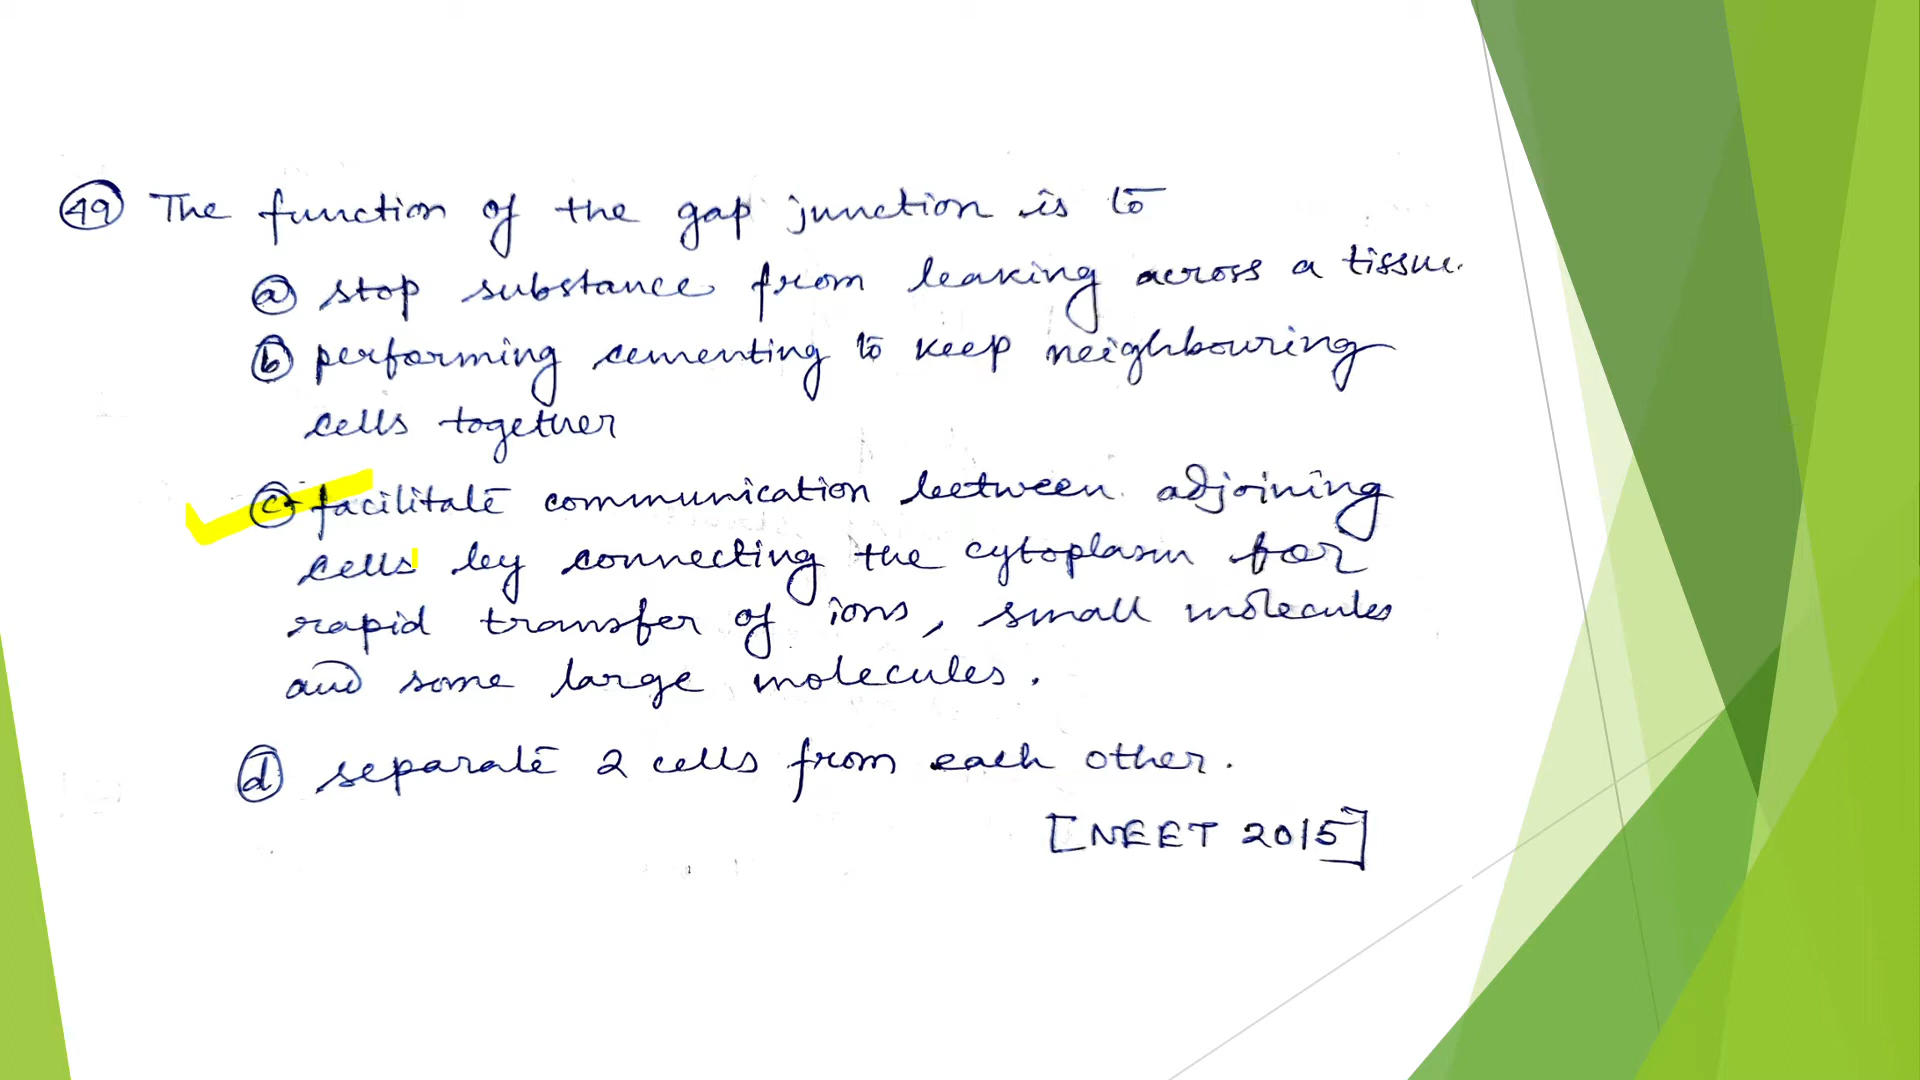 49 The function of the gap junction is to
a stop substance from leaking across a tissue.
b performing cementing to keep neighbouring
cells together
c facilitate communication between adjoining
cells by connecting the cytoplasm for
rapid transfer of ions, small molecules
and some large molecules.
d separate 2 cells from each other.
[NEET 2015]